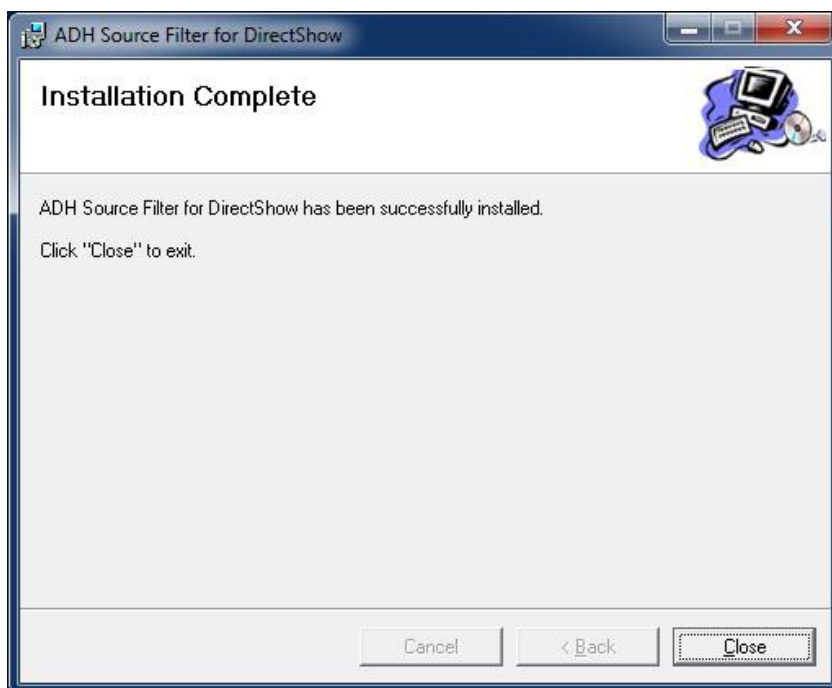 ADH Source Filter for DirectShow
Installation Complete
ADH Source Filter for DirectShow has been successfully installed.
Click "Close" to exit.
Cancel
< Back
Close